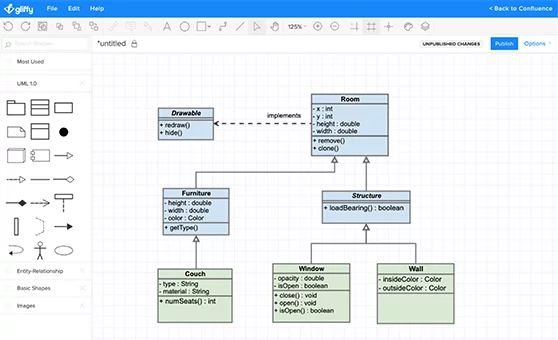 gliffy
File
Edit
Help
< Back to Confluence
125%
*untitled
UNPUBLISHED CHANGES
Publish
Options
Most Used
UML 1.0
Entity-Relationship
Basic Shapes
Images
Drawable
+ redraw()
+ hide()
implements
Room
- x : int
- y : int
- height : double
- width : double
+ remove()
+ clone()
Furniture
- height : double
- width : double
- color : Color
+ getType()
Structure
+ loadBearing() : boolean
Couch
- type : String
- material : String
+ numSeats() : int
Window
- opacity : double
- isOpen : boolean
+ close() : void
+ open() : void
+ isOpen() : boolean
Wall
- insideColor : Color
- outsideColor : Color